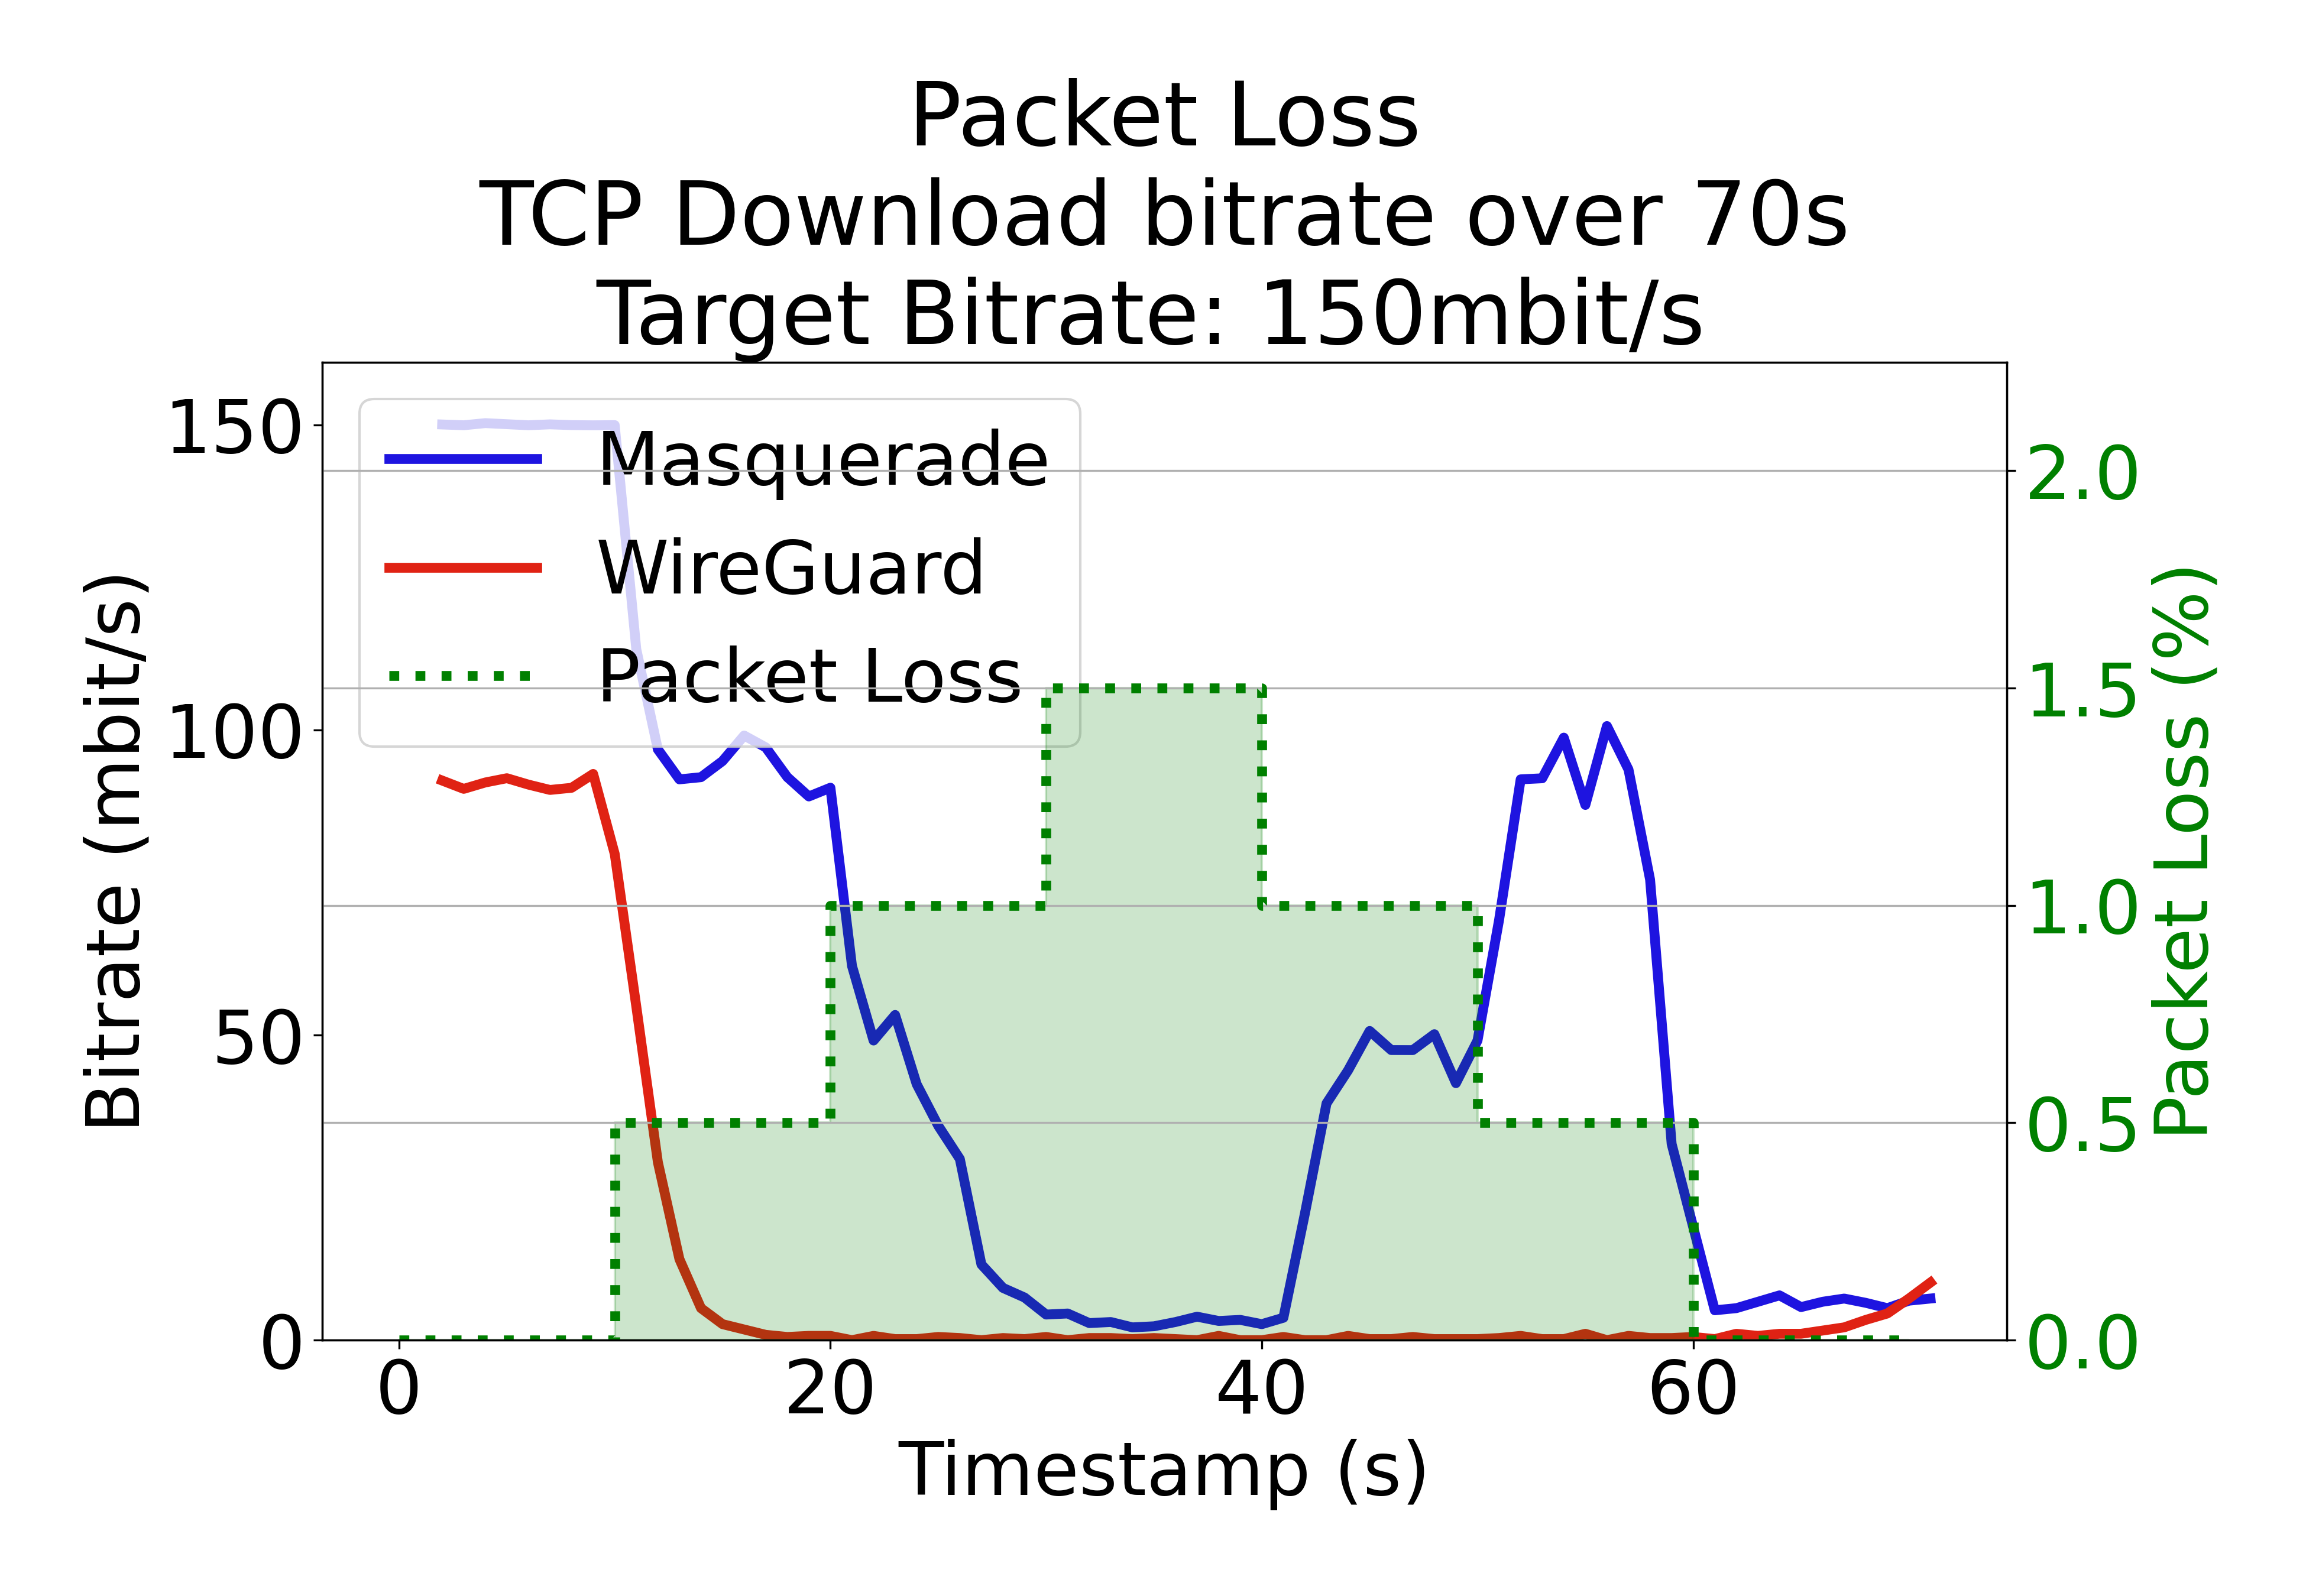 Packet Loss
TCP Download bitrate over 70s
Target Bitrate: 150mbit/s
Bitrate (mbit/s)
150
100
50
0
Masquerade
WireGuard
Packet Loss
2.0
1.5
1.0
0.5
0.0
Packet Loss (%)
0
20
40
60
Timestamp (s)